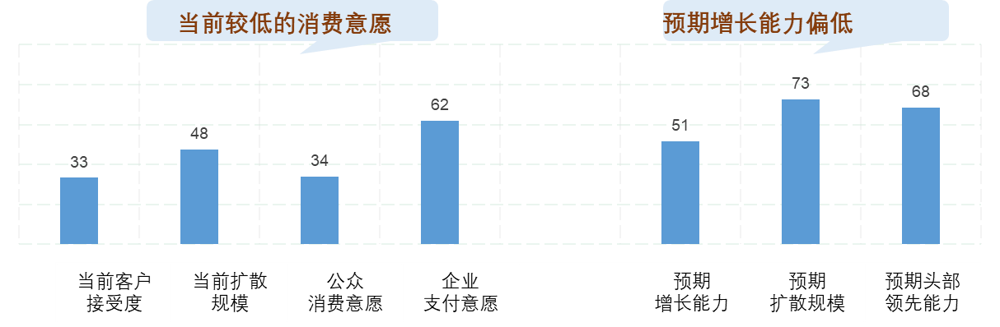 当前较低的消费意愿
预期增长能力偏低
33
48
34
62
51
73
68
当前客户
接受度
当前扩散
规模
公众
消费意愿
企业
支付意愿
预期
增长能力
预期
扩散规模
预期头部
领先能力